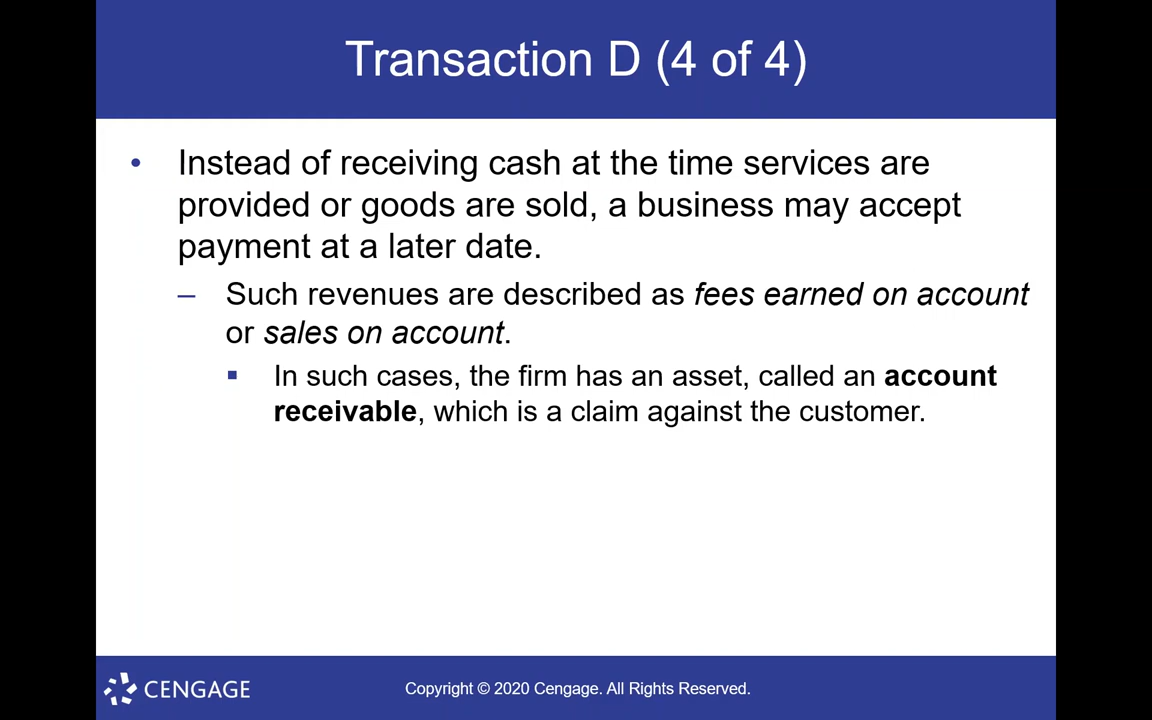 Transaction D (4 of 4)
• Instead of receiving cash at the time services are
provided or goods are sold, a business may accept
payment at a later date.
– Such revenues are described as fees earned on account
or sales on account.
▪ In such cases, the firm has an asset, called an account
receivable, which is a claim against the customer.
CENGAGE
Copyright © 2020 Cengage. All Rights Reserved.